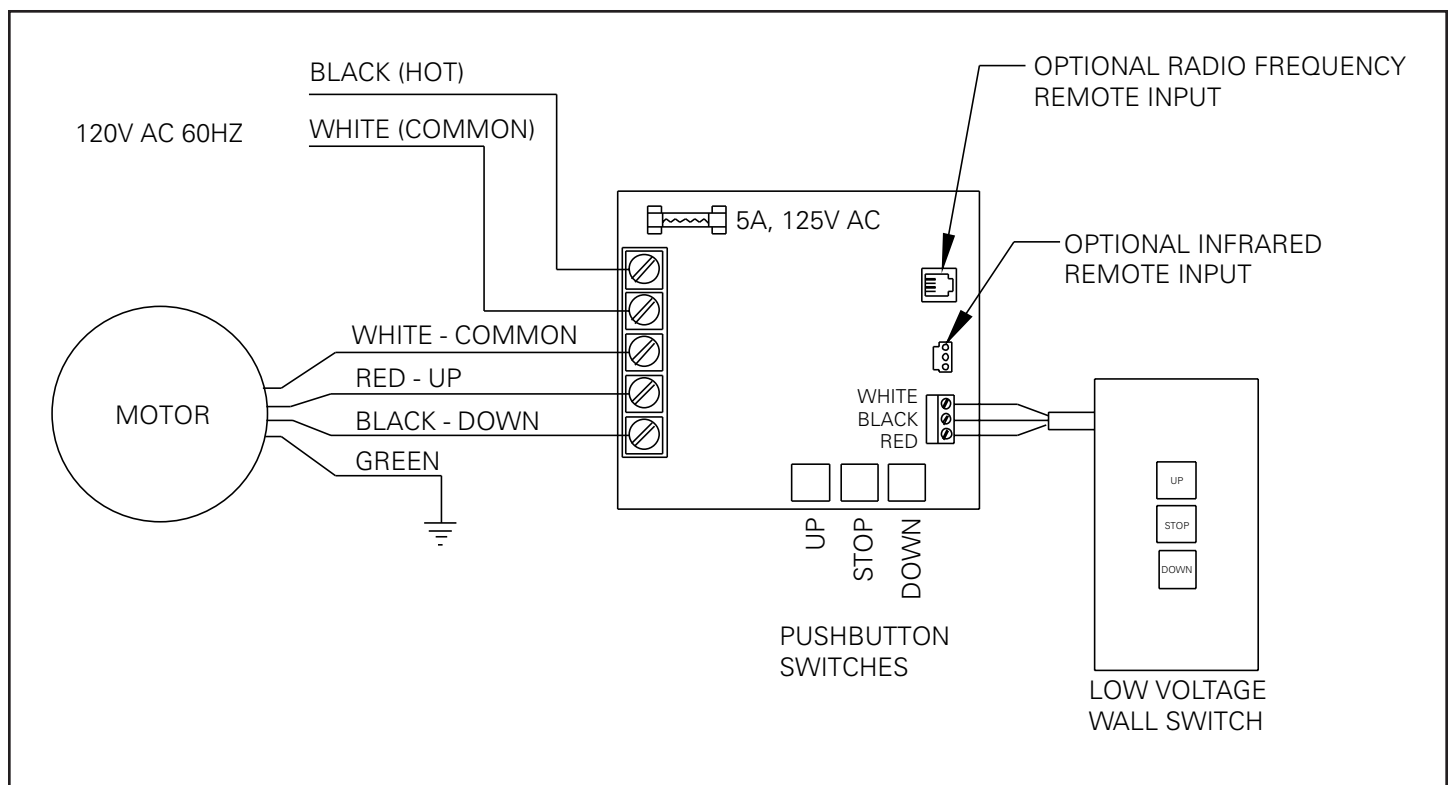 BLACK (HOT)
WHITE (COMMON)
120V AC 60HZ
OPTIONAL RADIO FREQUENCY
REMOTE INPUT
5A, 125V AC
OPTIONAL INFRARED
REMOTE INPUT
WHITE - COMMON
RED - UP
BLACK - DOWN
GREEN
MOTOR
WHITE
BLACK
RED
UP
STOP
DOWN
PUSHBUTTON
SWITCHES
UP
STOP
DOWN
LOW VOLTAGE
WALL SWITCH